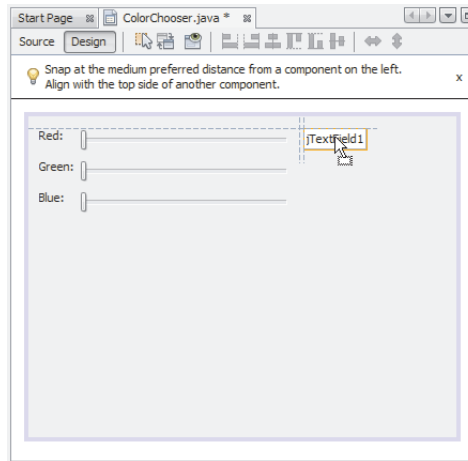 Start Page ColorChooser.java *
Source Design
Snap at the medium preferred distance from a component on the left.
Align with the top side of another component.
x
Red: jTextField1
Green:
Blue: